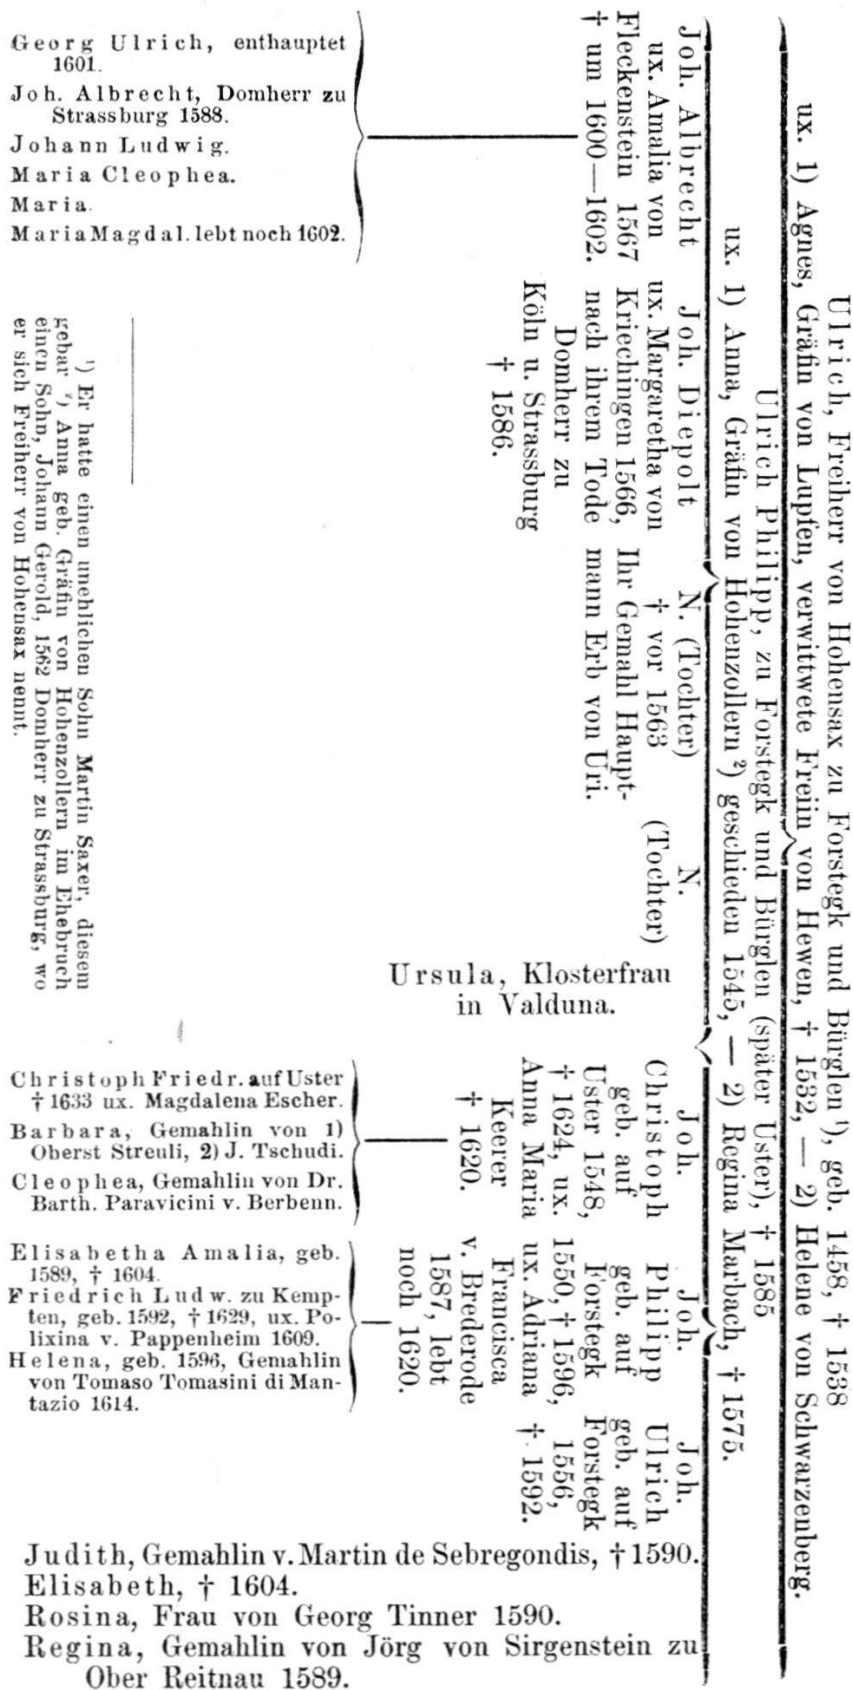 Ulrich, Freiherr von Hohensax zu Forstegk und Bürglen ¹), geb. 1458, † 1538
ux. 1) Agnes, Gräfin von Lupfen, verwittwete Freiin von Hewen, † 1532, — 2) Helene von Schwarzenberg.
Ulrich Philipp, zu Forstegk und Bürglen (später Uster), † 1585
ux. 1) Anna, Gräfin von Hohenzollern ²) geschieden 1545, — 2) Regina Marbach, † 1575.
Joh. Albrecht
ux. Amalia von
Fleckenstein 1567
† um 1600—1602.
Georg Ulrich, enthauptet
1601.
Joh. Albrecht, Domherr zu
Strassburg 1588.
Johann Ludwig.
Maria Cleophea.
Maria.
Maria Magdal. lebt noch 1602.
Joh. Diepolt
ux. Margaretha von
Kriechingen 1566,
nach ihrem Tode
Domherr zu
Köln u. Strassburg
† 1586.
N. (Tochter)
† vor 1563
Ihr Gemahl Haupt-
mann Erb von Uri.
N.
(Tochter)
Ursula, Klosterfrau
in Valduna.
Joh.
Christoph
geb. auf
Uster 1548,
† 1624, ux.
Anna Maria
Keerer
† 1620.
Christoph Friedr. auf Uster
† 1633 ux. Magdalena Escher.
Barbara, Gemahlin von 1)
Oberst Streuli, 2) J. Tschudi.
Cleophea, Gemahlin von Dr.
Barth. Paravicini v. Berbenn.
Joh.
Philipp
geb. auf
Forstegk
1550, † 1596,
ux. Adriana
Francisca
v. Brederode
1587, lebt
noch 1620.
Elisabetha Amalia, geb.
1589, † 1604.
Friedrich Ludw. zu Kemp-
ten, geb. 1592, † 1629, ux. Po-
lixina v. Pappenheim 1609.
Helena, geb. 1596, Gemahlin
von Tomaso Tomasini di Man-
tazio 1614.
Joh.
Ulrich
geb. auf
Forstegk
1556,
† 1592.
Judith, Gemahlin v. Martin de Sebregondis, † 1590.
Elisabeth, † 1604.
Rosina, Frau von Georg Tinner 1590.
Regina, Gemahlin von Jörg von Sirgenstein zu
Ober Reitnau 1589.
¹) Er hatte einen unehlichen Sohn Martin Saxer, diesem
gebar ²) Anna geb. Gräfin von Hohenzollern im Ehebruch
einen Sohn, Johann Gerold, 1562 Domherr zu Strassburg, wo
er sich Freiherr von Hohensax nennt.